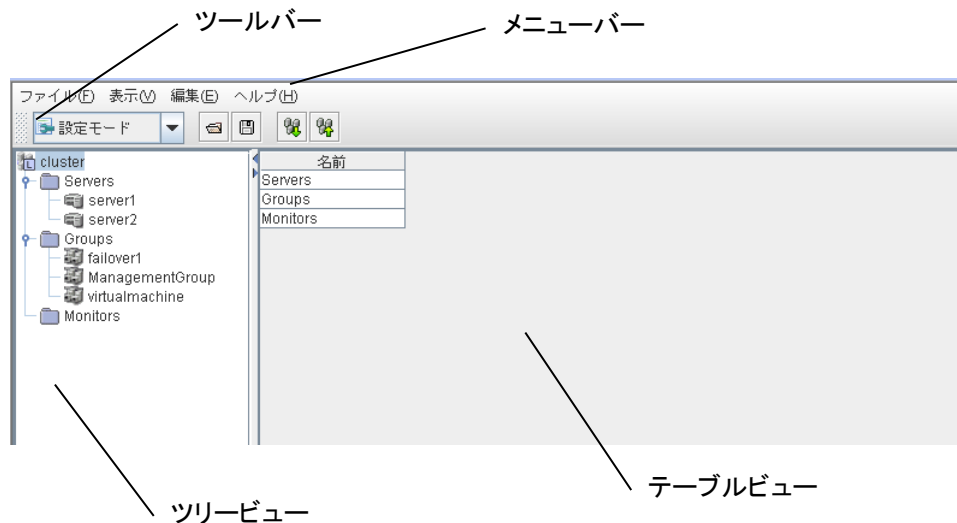 ツールバー
メニューバー
ファイル(F) 表示(V) 編集(E) ヘルプ(H)
設定モード
cluster
Servers
server1
server2
Groups
failover1
ManagementGroup
virtualmachine
Monitors
名前
Servers
Groups
Monitors
テーブルビュー
ツリービュー